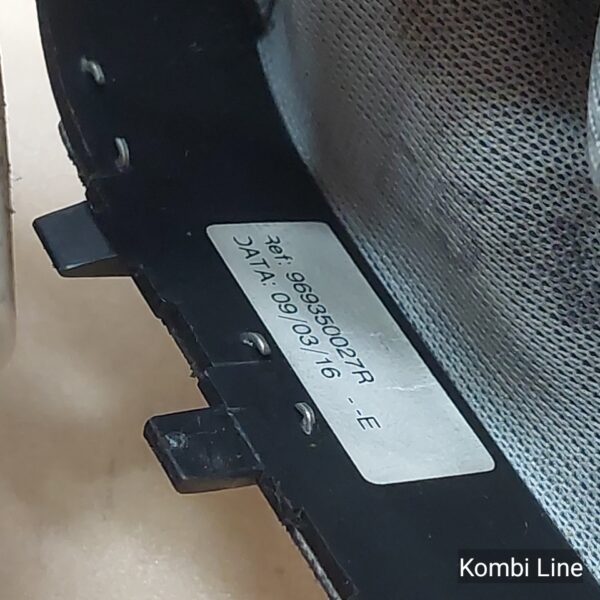 Ref: 969350027R
DATA: 09/03/16 --E
Kombi Line